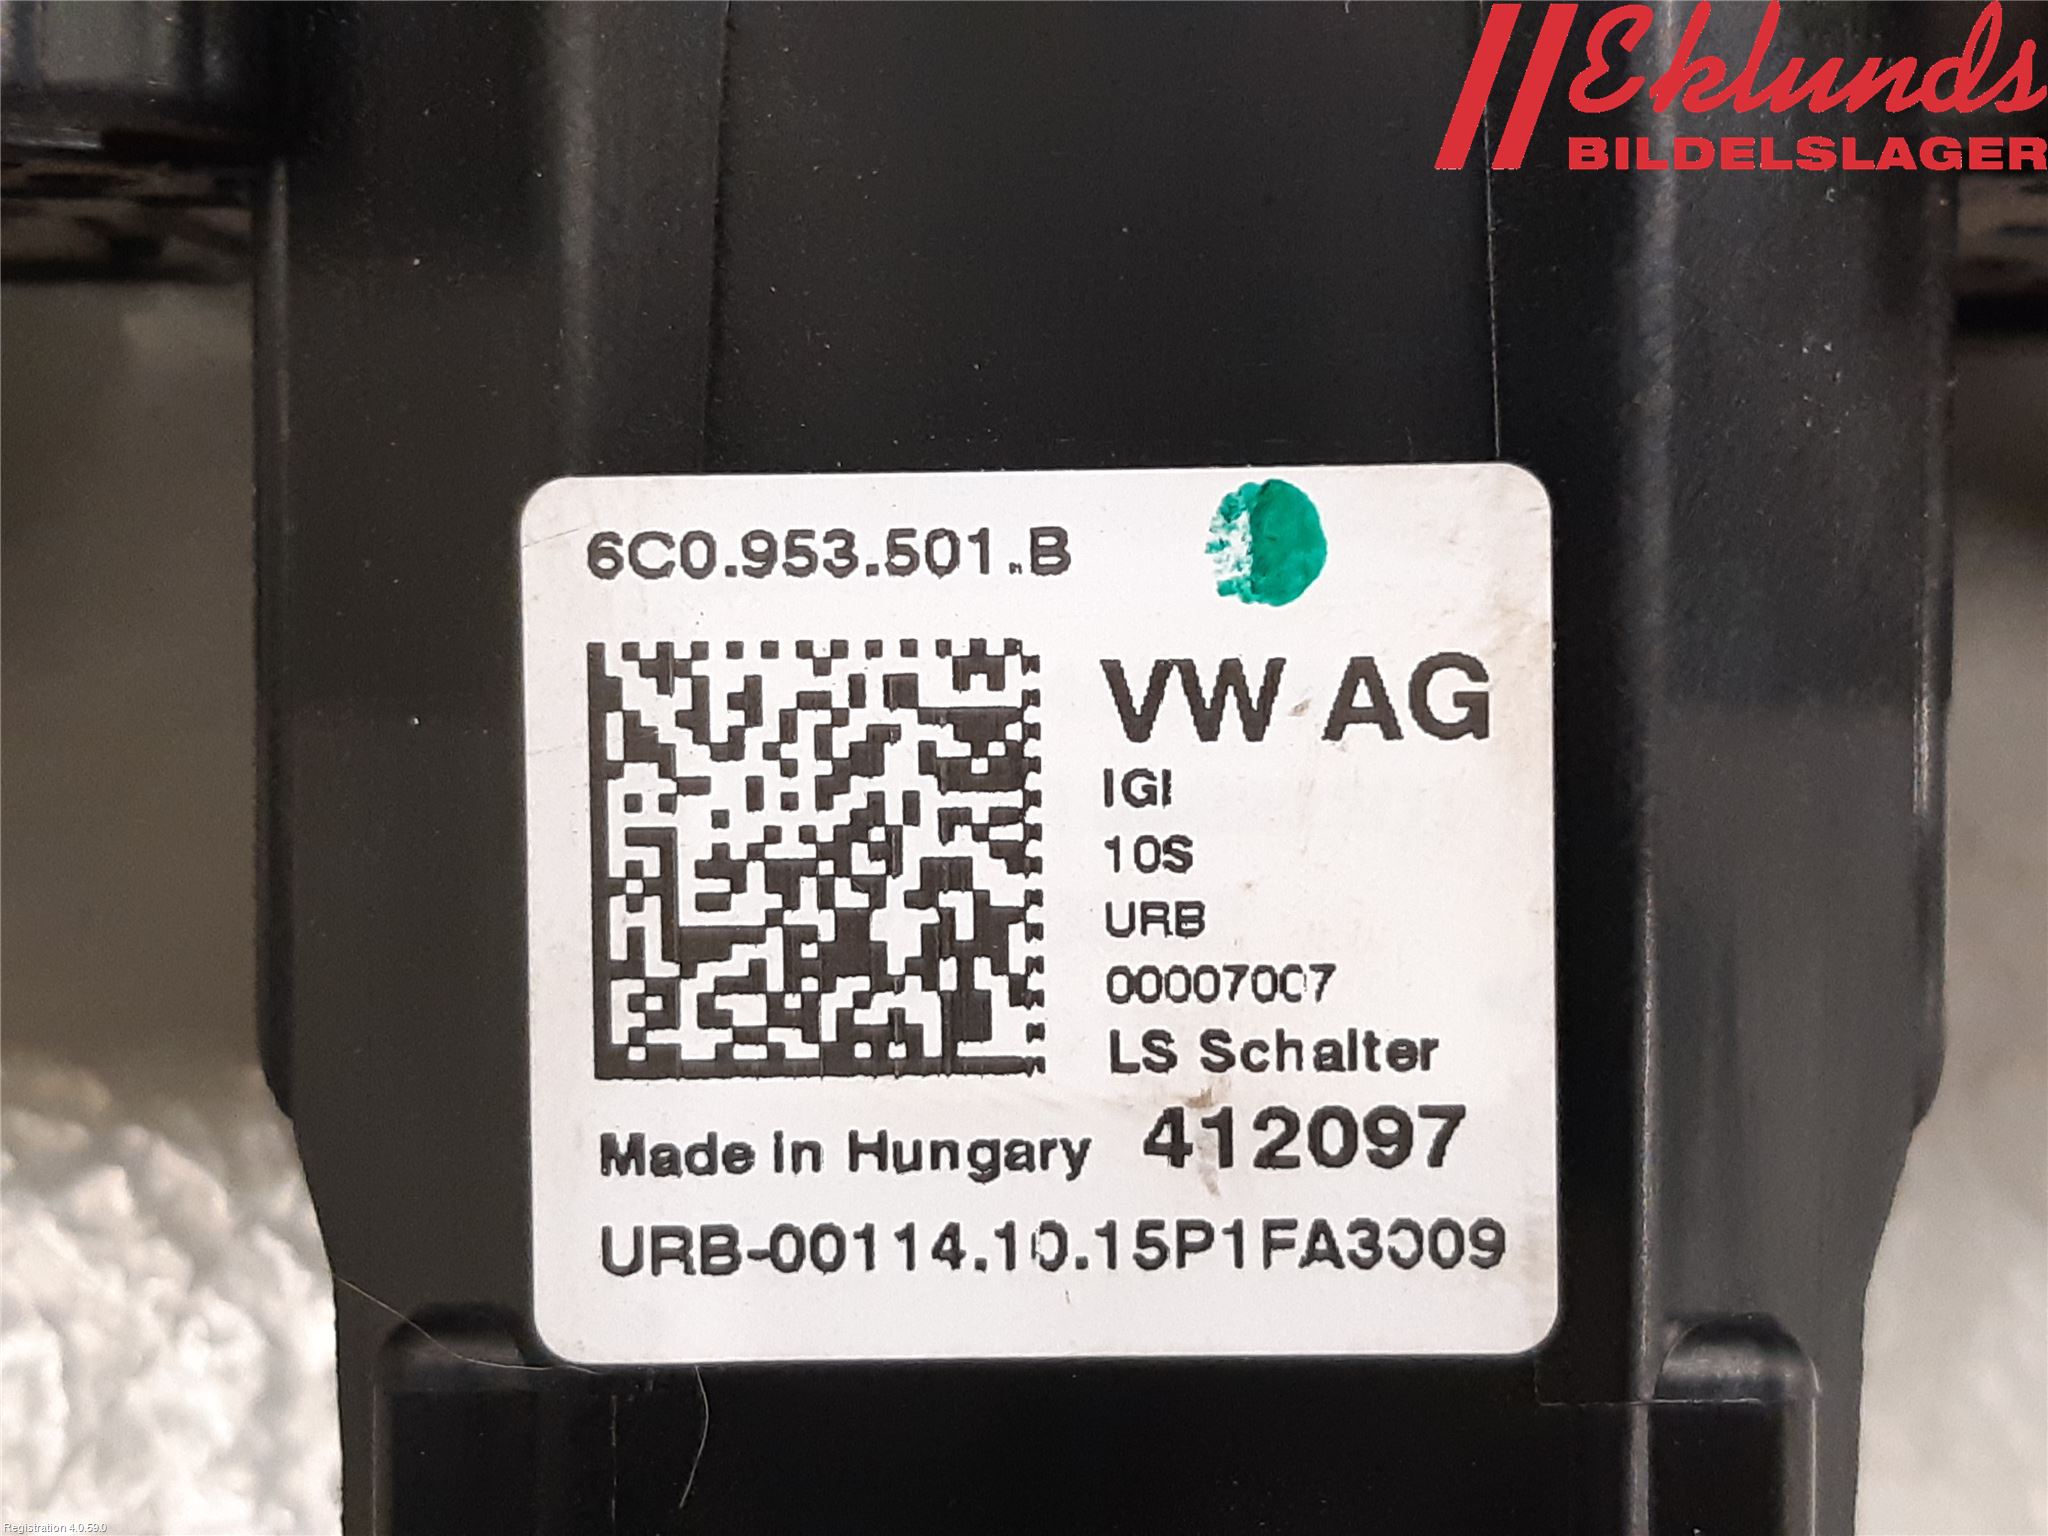 Eklunds
BILDELSLAGER
6C0.953.501.B
VW AG
IGI
10S
URB
00007007
LS Schalter
Made in Hungary 412097
URB-00114.10.15P1FA3009
Registration 4.0.59.0